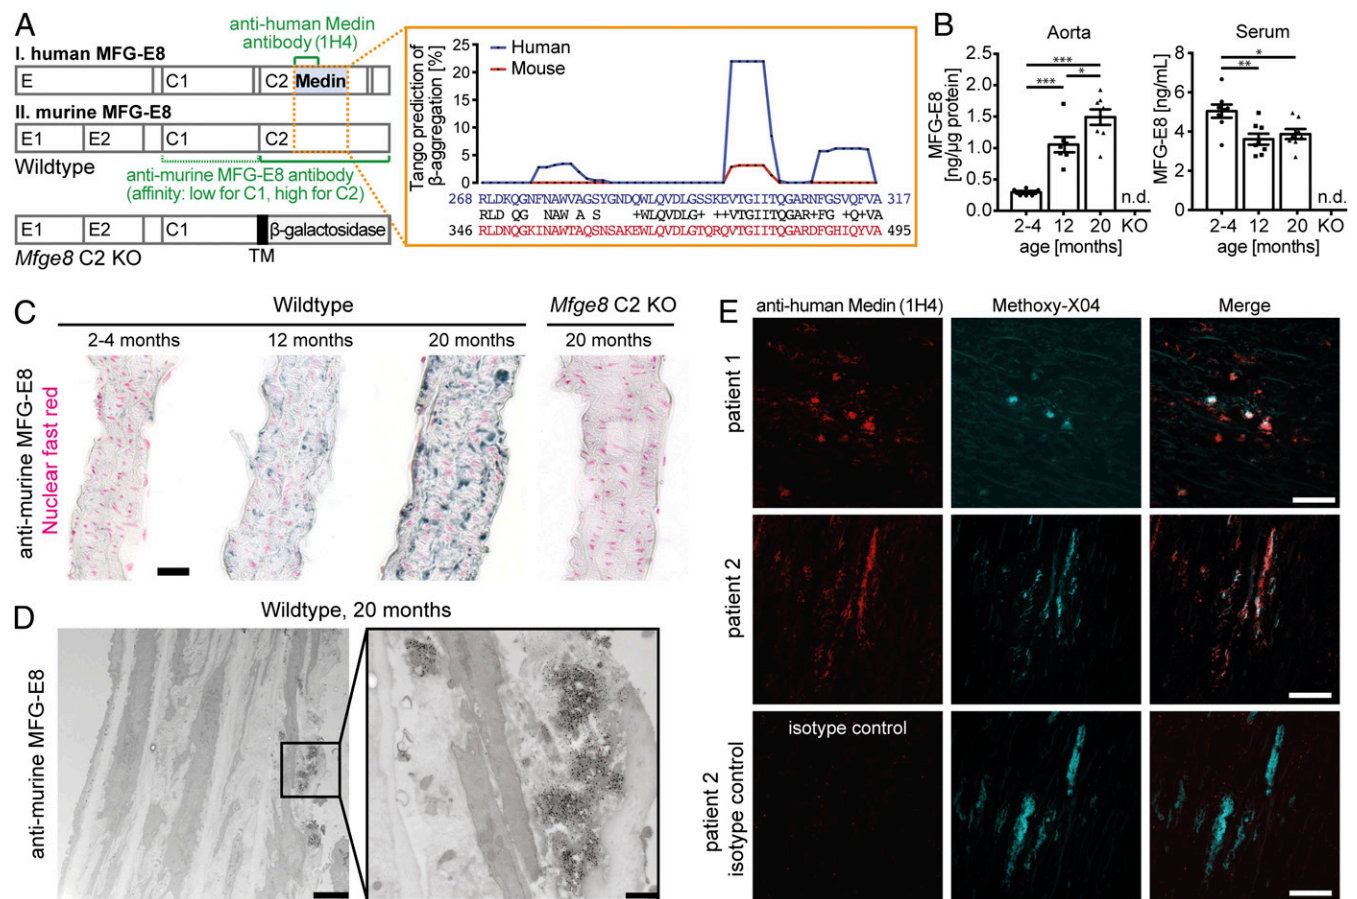 A
anti-human Medin
antibody (1H4)
I. human MFG-E8
E C1 C2 Medin
II. murine MFG-E8
E1 E2 C1 C2
Wildtype
anti-murine MFG-E8 antibody
(affinity: low for C1, high for C2)
E1 E2 C1 β-galactosidase
Mfge8 C2 KO TM
Tango prediction of
β-aggregation [%]
25
20
15
10
5
0
Human
Mouse
268 RLDKQGNFNAWVAGSYGNDQWLQVDLGSSKEVTGIITQGARNFGSVQFVA 317
RLD QG NAW A S +WLQVDLG+ ++VTGIITQGAR+FG +Q+VA
346 RLDNQGKINAWTAQSNSAKEWLQVDLGTQRQVTGIITQGARDFGHIQYVA 495
B
Aorta
MFG-E8
[ng/µg protein]
2.5
2.0
1.5
1.0
0.5
0.0
***
*** *
n.d.
2-4 12 20 KO
age [months]
Serum
MFG-E8 [ng/mL]
8
6
4
2
0
*
**
n.d.
2-4 12 20 KO
age [months]
C
Wildtype Mfge8 C2 KO
2-4 months 12 months 20 months 20 months
anti-murine MFG-E8
Nuclear fast red
D
Wildtype, 20 months
anti-murine MFG-E8
E
anti-human Medin (1H4) Methoxy-X04 Merge
patient 1
patient 2
patient 2
isotype control
isotype control